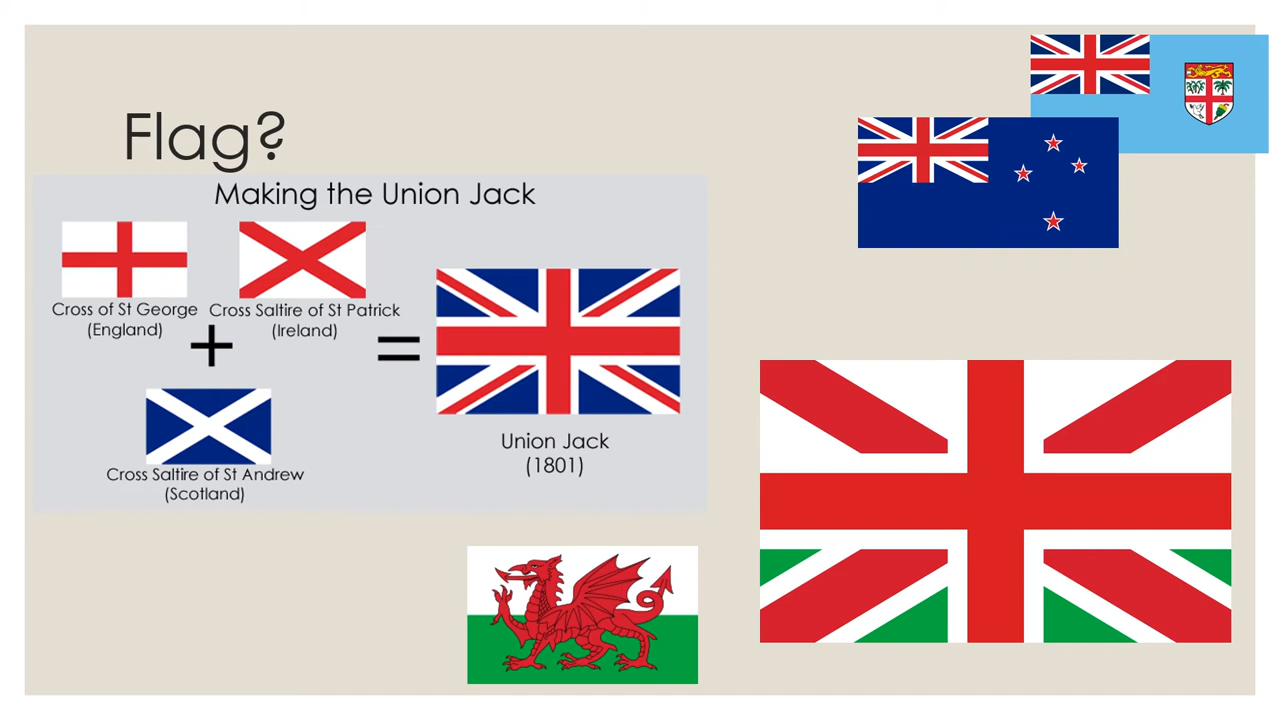 Flag?
Making the Union Jack
Cross of St George
(England)
Cross Saltire of St Patrick
(Ireland)
+
=
Cross Saltire of St Andrew
(Scotland)
Union Jack
(1801)